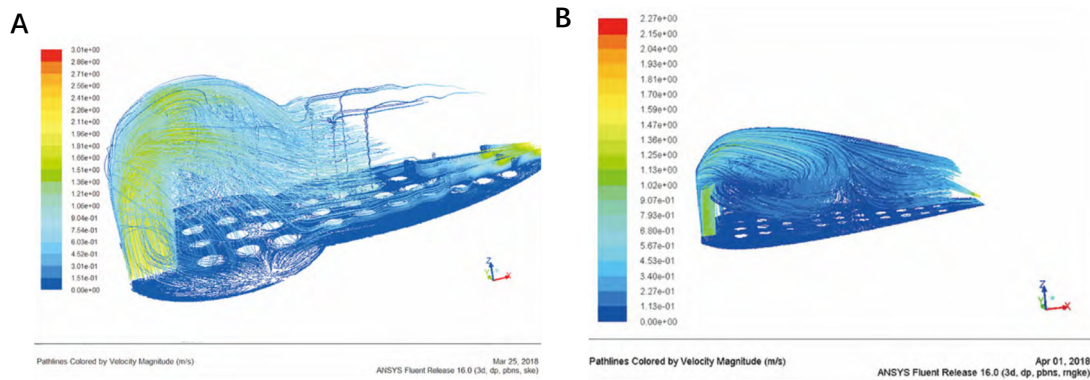 A
3.01e+00
2.86e+00
2.71e+00
2.56e+00
2.41e+00
2.26e+00
2.11e+00
1.96e+00
1.81e+00
1.66e+00
1.51e+00
1.36e+00
1.20e+00
1.05e+00
9.04e-01
7.53e-01
6.03e-01
4.52e-01
3.01e-01
1.51e-01
0.00e+00
Z
Y
X
Pathlines Colored by Velocity Magnitude (m/s)
Mar 25, 2018
ANSYS Fluent Release 16.0 (3d, dp, pbns, ske)
B
2.27e+00
2.15e+00
2.04e+00
1.93e+00
1.81e+00
1.70e+00
1.59e+00
1.47e+00
1.36e+00
1.25e+00
1.13e+00
1.02e+00
9.07e-01
7.93e-01
6.80e-01
5.67e-01
4.53e-01
3.40e-01
2.27e-01
1.13e-01
0.00e+00
Z
X
Pathlines Colored by Velocity Magnitude (m/s)
Apr 01, 2018
ANSYS Fluent Release 16.0 (3d, dp, pbns, rngke)